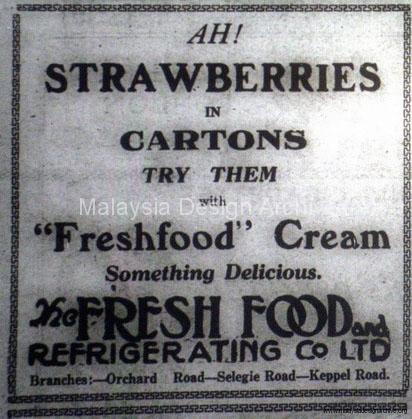 AH!
STRAWBERRIES
IN
CARTONS
TRY THEM
with
Malaysia Design
"Freshfood" Cream
Something Delicious.
The FRESH FOOD and
REFRIGERATING Co LTD
Branches:—Orchard Road—Selegie Road—Keppel Road.